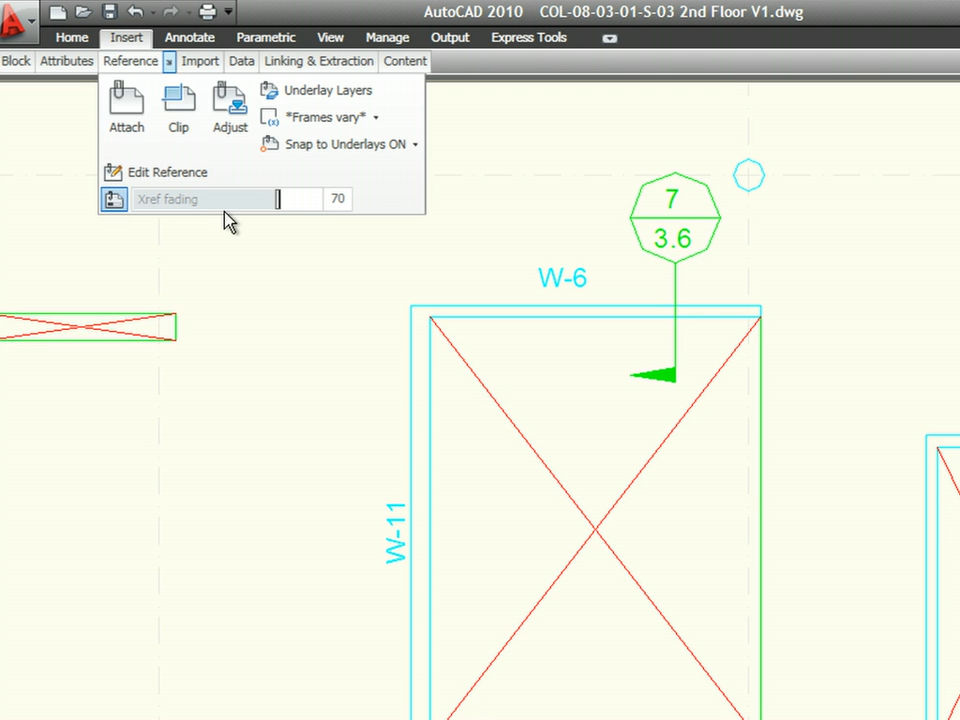 AutoCAD 2010 COL-08-03-01-S-03 2nd Floor V1.dwg
Home Insert Annotate Parametric View Manage Output Express Tools
Block Attributes Reference Import Data Linking & Extraction Content
Attach Clip Adjust
Underlay Layers
*Frames vary*
Snap to Underlays ON
Edit Reference
Xref fading 70
7
3.6
W-6
W-11